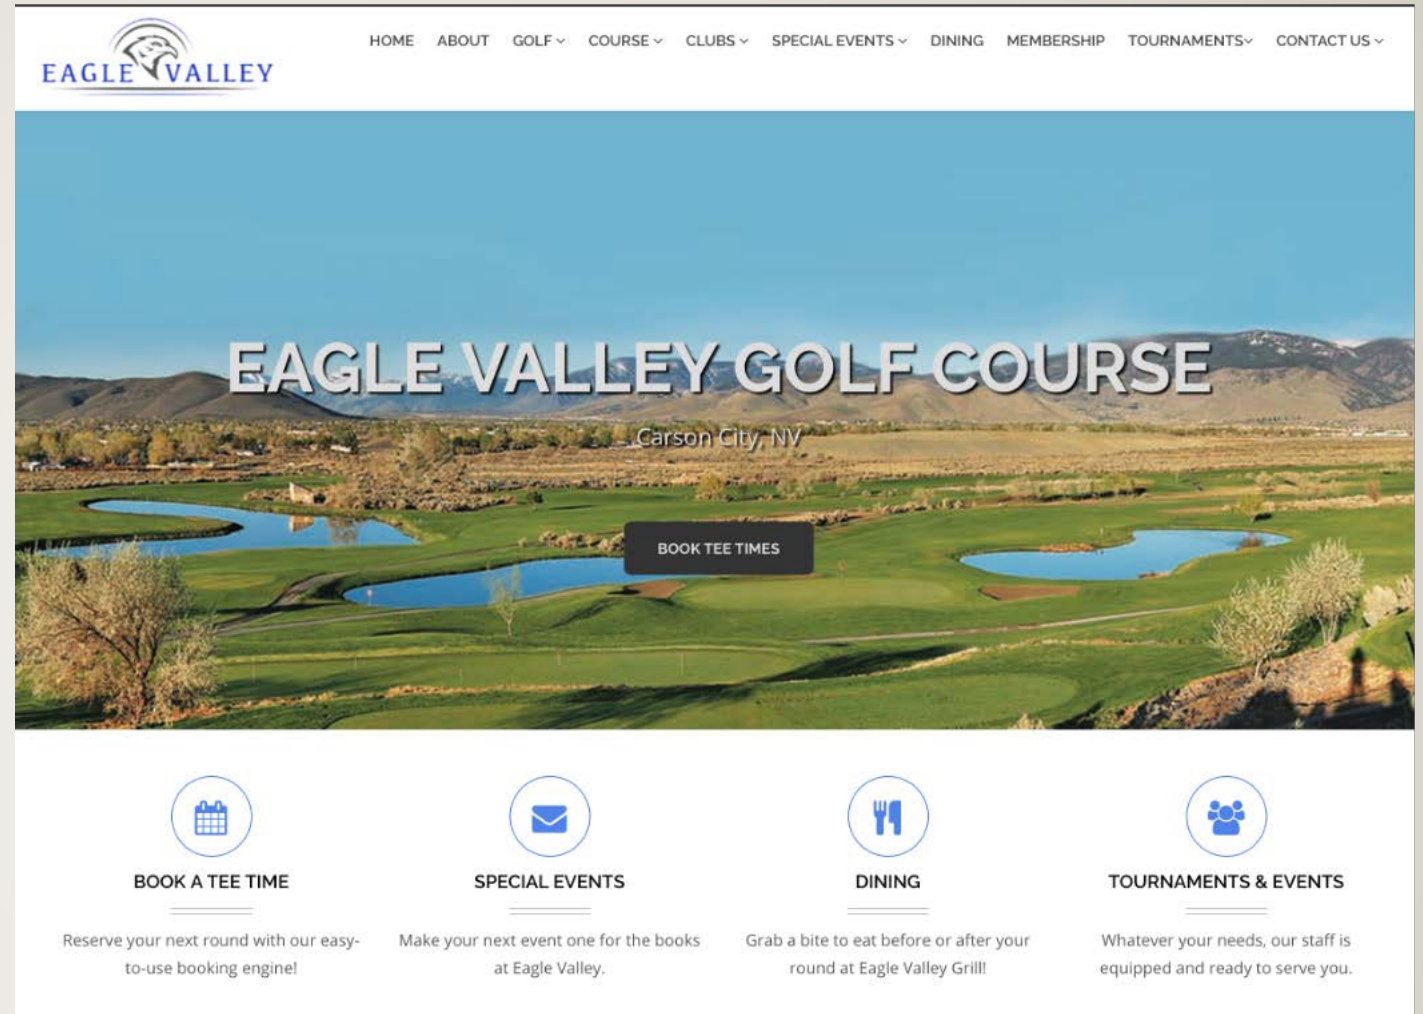 EAGLE VALLEY
HOME ABOUT GOLF COURSE CLUBS SPECIAL EVENTS DINING MEMBERSHIP TOURNAMENTS CONTACT US
EAGLE VALLEY GOLF COURSE
Carson City, NV
BOOK TEE TIMES
BOOK A TEE TIME
Reserve your next round with our easy-
to-use booking engine!
SPECIAL EVENTS
Make your next event one for the books
at Eagle Valley.
DINING
Grab a bite to eat before or after your
round at Eagle Valley Grill!
TOURNAMENTS & EVENTS
Whatever your needs, our staff is
equipped and ready to serve you.